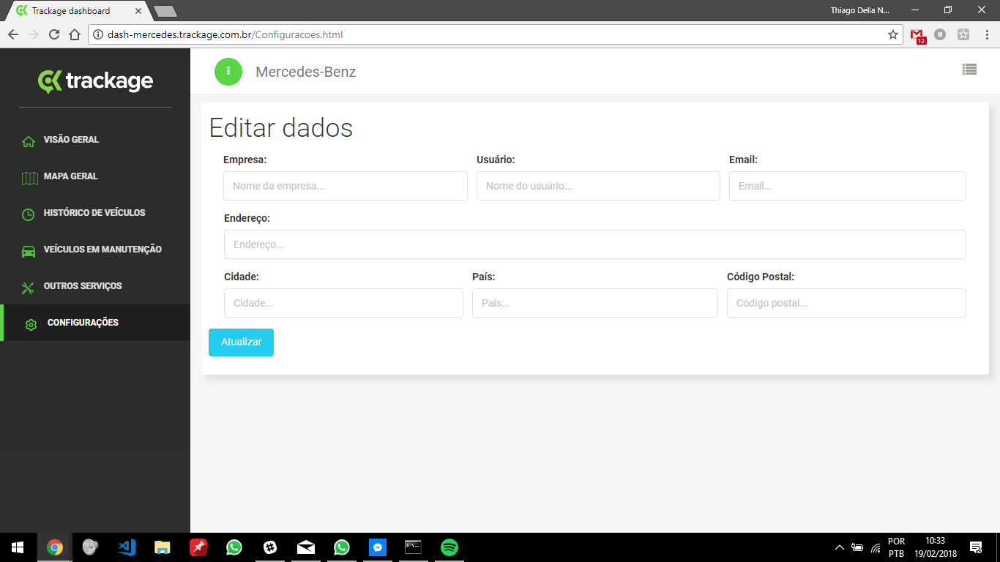 Trackage dashboard
Thiago Della N...
dash-mercedes.trackage.com.br/Configuracoes.html
12
trackage
Mercedes-Benz
VISÃO GERAL
MAPA GERAL
HISTÓRICO DE VEÍCULOS
VEÍCULOS EM MANUTENÇÃO
OUTROS SERVIÇOS
CONFIGURAÇÕES
Editar dados
Empresa: Usuário: Email:
Nome da empresa... Nome do usuário... Email...
Endereço:
Endereço...
Cidade: País: Código Postal:
Cidade... País... Código postal...
Atualizar
POR 10:33
PTB 19/02/2018